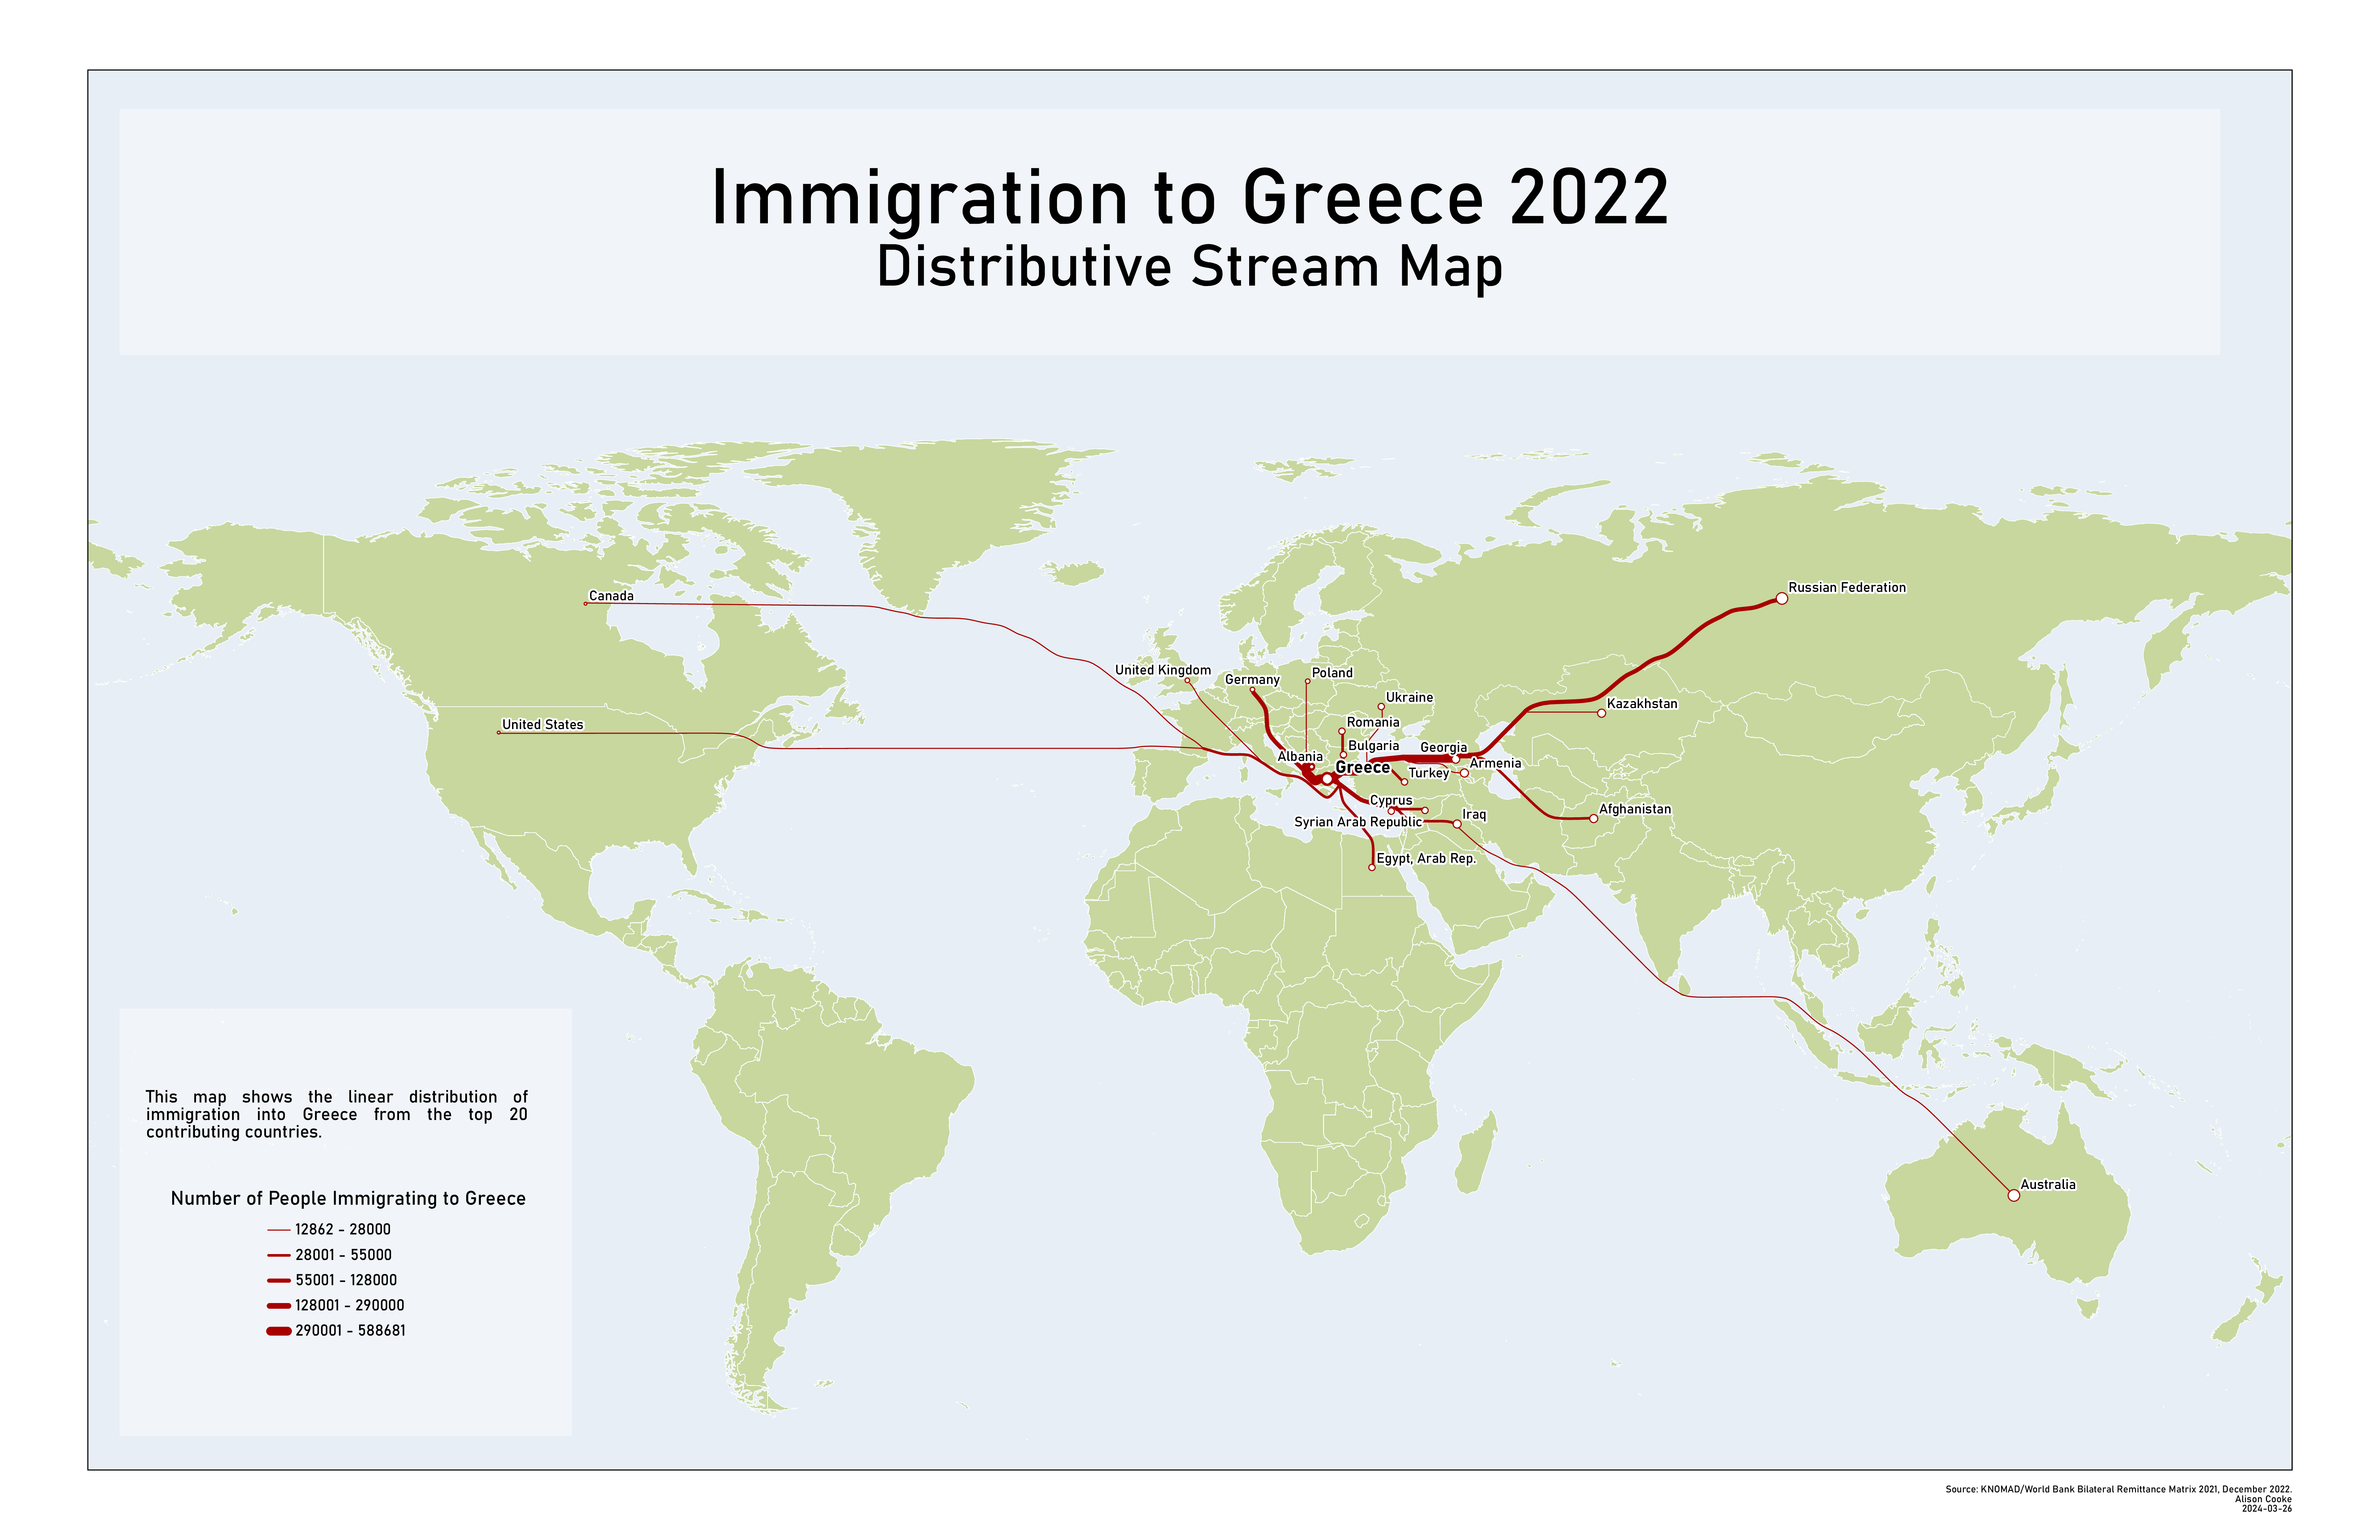 Immigration to Greece 2022
Distributive Stream Map
Russian Federation
Canada
United Kingdom
Poland
Germany
Ukraine
Kazakhstan
United States
Romania
Bulgaria
Georgia
Albania
Greece
Armenia
Turkey
Cyprus
Afghanistan
Iraq
Syrian Arab Republic
Egypt, Arab Rep.
Australia
This map shows the linear distribution of
immigration into Greece from the top 20
contributing countries.
Number of People Immigrating to Greece
12862 - 28000
28001 - 55000
55001 - 128000
128001 - 290000
290001 - 588681
Source: KNOMAD/World Bank Bilateral Remittance Matrix 2021, December 2022.
Alison Cooke
2024-03-26